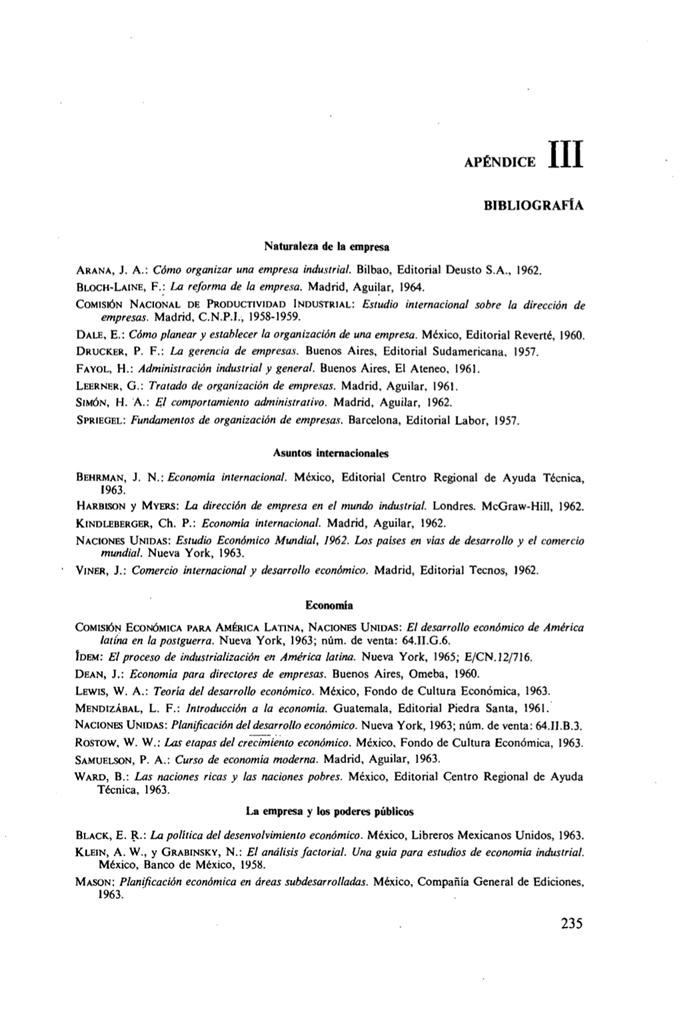 APÉNDICE III
BIBLIOGRAFÍA
Naturaleza de la empresa
ARANA, J. A.: Cómo organizar una empresa industrial. Bilbao, Editorial Deusto S.A., 1962.
BLOCH-LAINE, F.: La reforma de la empresa. Madrid, Aguilar, 1964.
COMISIÓN NACIONAL DE PRODUCTIVIDAD INDUSTRIAL: Estudio internacional sobre la dirección de
empresas. Madrid, C.N.P.I., 1958-1959.
DALE, E.: Cómo planear y establecer la organización de una empresa. México, Editorial Reverté, 1960.
DRUCKER, P. F.: La gerencia de empresas. Buenos Aires, Editorial Sudamericana, 1957.
FAYOL, H.: Administración industrial y general. Buenos Aires, El Ateneo, 1961.
LEERNER, G.: Tratado de organización de empresas. Madrid, Aguilar, 1961.
SIMÓN, H. A.: El comportamiento administrativo. Madrid, Aguilar, 1962.
SPRIEGEL: Fundamentos de organización de empresas. Barcelona, Editorial Labor, 1957.
Asuntos internacionales
BEHRMAN, J. N.: Economía internacional. México, Editorial Centro Regional de Ayuda Técnica,
1963.
HARBISON y MYERS: La dirección de empresa en el mundo industrial. Londres. McGraw-Hill, 1962.
KINDLEBERGER, Ch. P.: Economía internacional. Madrid, Aguilar, 1962.
NACIONES UNIDAS: Estudio Económico Mundial, 1962. Los países en vías de desarrollo y el comercio
mundial. Nueva York, 1963.
VINER, J.: Comercio internacional y desarrollo económico. Madrid, Editorial Tecnos, 1962.
Economía
COMISIÓN ECONÓMICA PARA AMÉRICA LATINA, NACIONES UNIDAS: El desarrollo económico de América
latína en la postguerra. Nueva York, 1963; núm. de venta: 64.II.G.6.
ÍDEM: El proceso de industrialización en América latina. Nueva York, 1965; E/CN.12/716.
DEAN, J.: Economía para directores de empresas. Buenos Aires, Omeba, 1960.
LEWIS, W. A.: Teoría del desarrollo económico. México, Fondo de Cultura Económica, 1963.
MENDIZÁBAL, L. F.: Introducción a la economía. Guatemala, Editorial Piedra Santa, 1961.
NACIONES UNIDAS: Planificación del desarrollo económico. Nueva York, 1963; núm. de venta: 64.II.B.3.
ROSTOW, W. W.: Las etapas del crecimiento económico. México, Fondo de Cultura Económica, 1963.
SAMUELSON, P. A.: Curso de economía moderna. Madrid, Aguilar, 1963.
WARD, B.: Las naciones ricas y las naciones pobres. México, Editorial Centro Regional de Ayuda
Técnica, 1963.
La empresa y los poderes públicos
BLACK, E. R.: La política del desenvolvimiento económico. México, Libreros Mexicanos Unidos, 1963.
KLEIN, A. W., y GRABINSKY, N.: El análisis factorial. Una guía para estudios de economía industrial.
México, Banco de México, 1958.
MASON: Planificación económica en áreas subdesarrolladas. México, Compañía General de Ediciones,
1963.
235